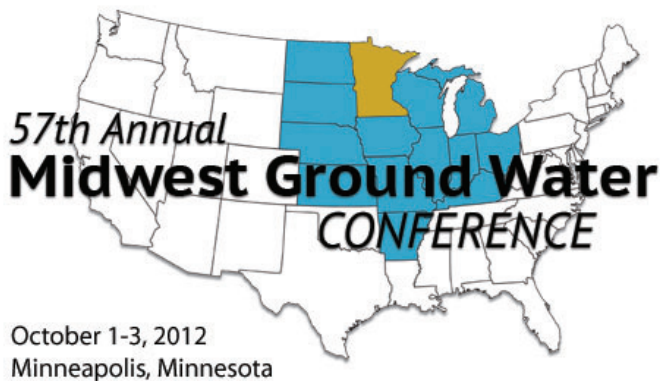 57th Annual
Midwest Ground Water
CONFERENCE
October 1-3, 2012
Minneapolis, Minnesota